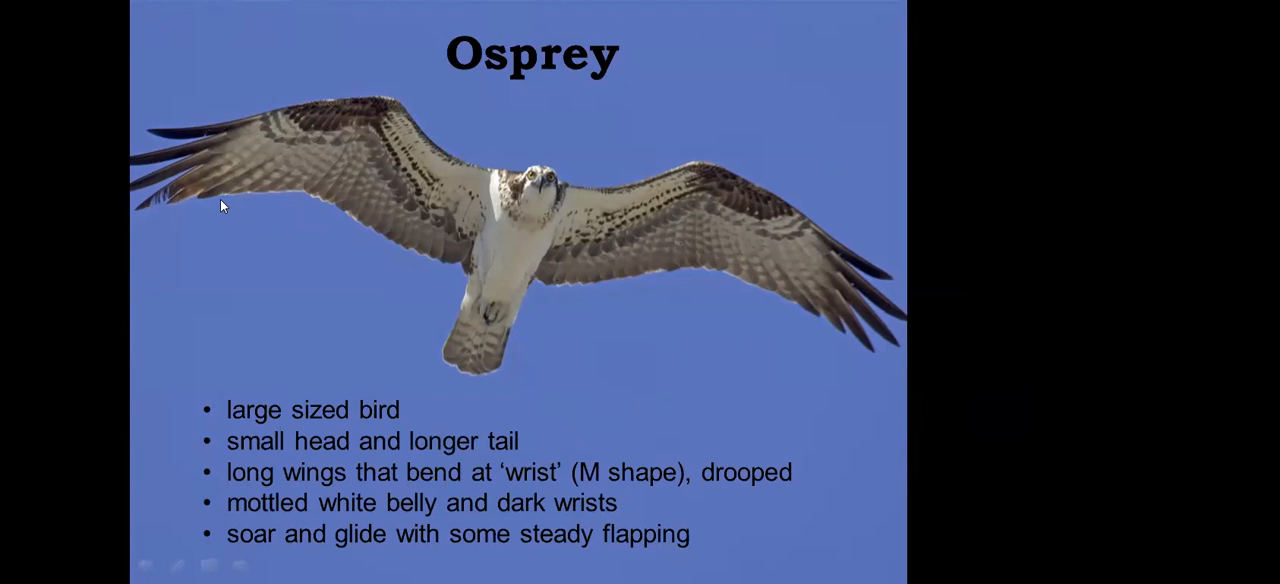 Osprey
• large sized bird
• small head and longer tail
• long wings that bend at ‘wrist’ (M shape), drooped
• mottled white belly and dark wrists
• soar and glide with some steady flapping